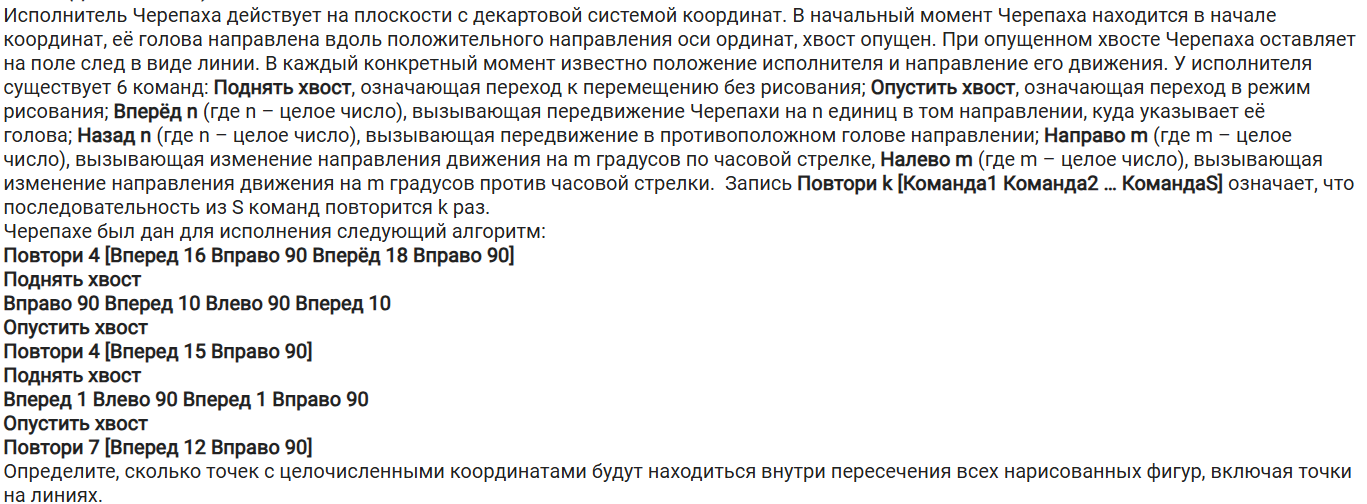 Исполнитель Черепаха действует на плоскости с декартовой системой координат. В начальный момент Черепаха находится в начале
координат, её голова направлена вдоль положительного направления оси ординат, хвост опущен. При опущенном хвосте Черепаха оставляет
на поле след в виде линии. В каждый конкретный момент известно положение исполнителя и направление его движения. У исполнителя
существует 6 команд: Поднять хвост, означающая переход к перемещению без рисования; Опустить хвост, означающая переход в режим
рисования; Вперёд n (где n – целое число), вызывающая передвижение Черепахи на n единиц в том направлении, куда указывает её
голова; Назад n (где n – целое число), вызывающая передвижение в противоположном голове направлении; Направо m (где m – целое
число), вызывающая изменение направления движения на m градусов по часовой стрелке, Налево m (где m – целое число), вызывающая
изменение направления движения на m градусов против часовой стрелки. Запись Повтори k [Команда1 Команда2 … КомандаS] означает, что
последовательность из S команд повторится k раз.
Черепахе был дан для исполнения следующий алгоритм:
Повтори 4 [Вперед 16 Вправо 90 Вперёд 18 Вправо 90]
Поднять хвост
Вправо 90 Вперед 10 Влево 90 Вперед 10
Опустить хвост
Повтори 4 [Вперед 15 Вправо 90]
Поднять хвост
Вперед 1 Влево 90 Вперед 1 Вправо 90
Опустить хвост
Повтори 7 [Вперед 12 Вправо 90]
Определите, сколько точек с целочисленными координатами будут находиться внутри пересечения всех нарисованных фигур, включая точки
на линиях.